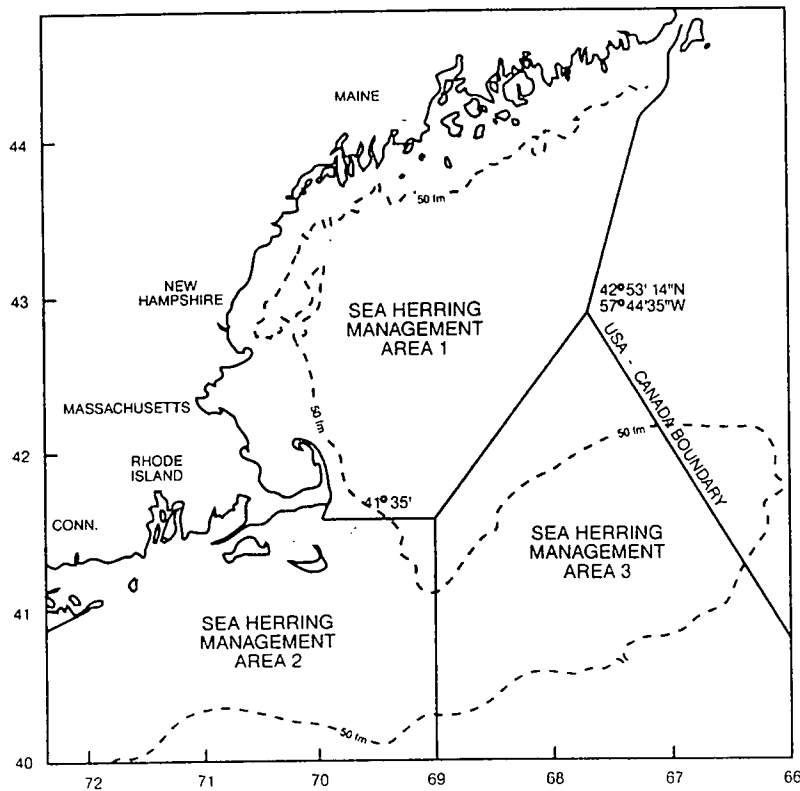 MAINE
44
50 fm
NEW
HAMPSHIRE
43
42°53' 14"N
57°44'35"W
SEA HERRING
MANAGEMENT
AREA 1
USA - CANADA BOUNDARY
MASSACHUSETTS
50 fm
50 fm
42
RHODE
ISLAND
41° 35'
CONN.
SEA HERRING
MANAGEMENT
AREA 3
41
SEA HERRING
MANAGEMENT
AREA 2
50 fm
40
72
71
70
69
68
67
66